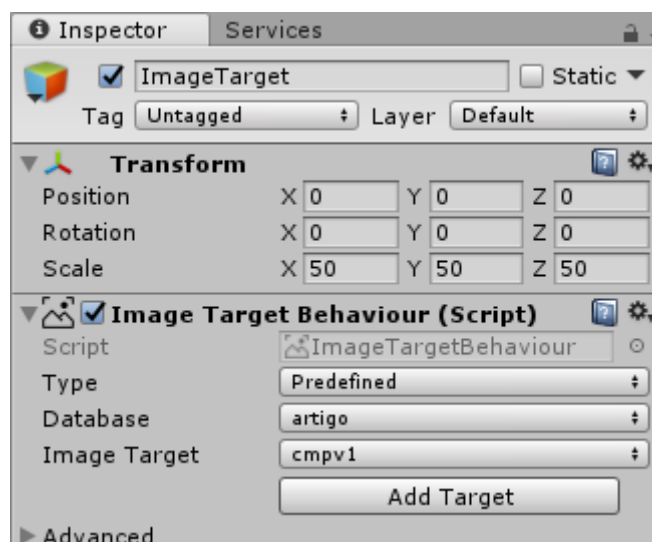 Inspector Services
ImageTarget Static
Tag Untagged Layer Default
Transform
Position X 0 Y 0 Z 0
Rotation X 0 Y 0 Z 0
Scale X 50 Y 50 Z 50
Image Target Behaviour (Script)
Script ImageTargetBehaviour
Type Predefined
Database artigo
Image Target cmpv1
Add Target
Advanced